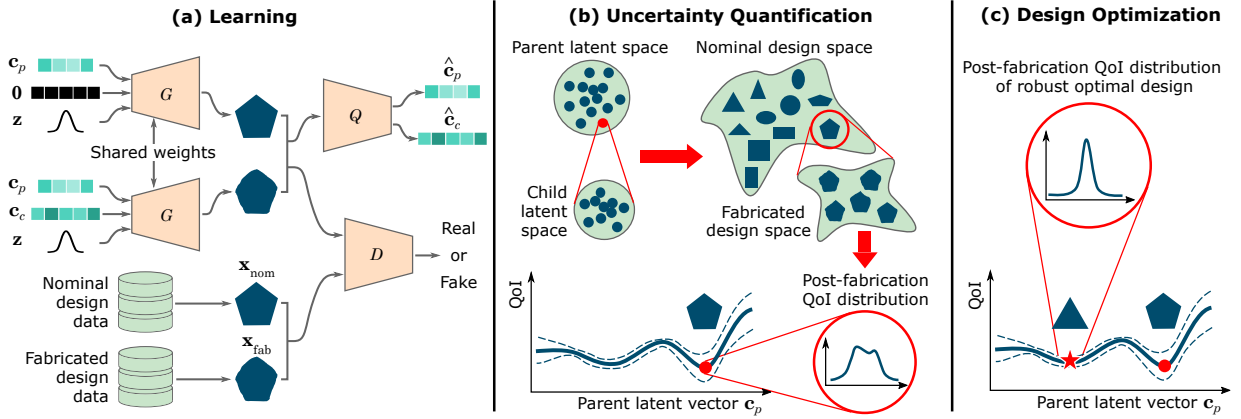 (a) Learning
c_p
0
z
G
Shared weights
c_p
c_c
z
G
Q
ĉ_p
ĉ_c
D
Real
or
Fake
Nominal
design
data
x_nom
Fabricated
design
data
x_fab
(b) Uncertainty Quantification
Parent latent space
Nominal design space
Child
latent
space
Fabricated
design space
Post-fabrication
QoI distribution
QoI
Parent latent vector c_p
(c) Design Optimization
Post-fabrication QoI distribution
of robust optimal design
QoI
Parent latent vector c_p